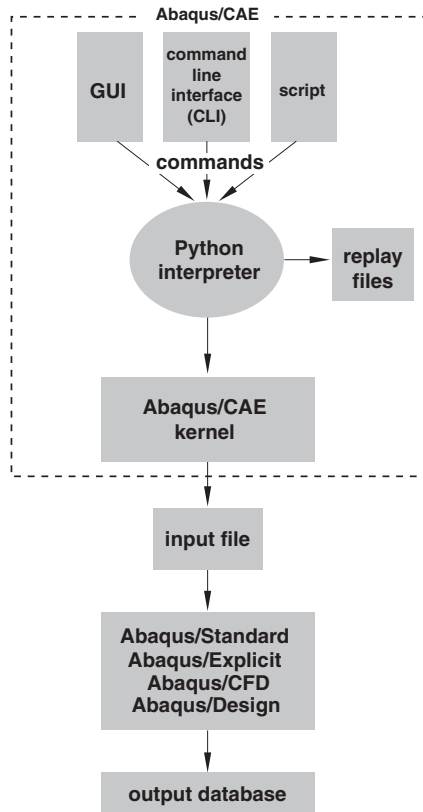 Abaqus/CAE
GUI
command
line
interface
(CLI)
script
commands
Python
interpreter
replay
files
Abaqus/CAE
kernel
input file
Abaqus/Standard
Abaqus/Explicit
Abaqus/CFD
Abaqus/Design
output database